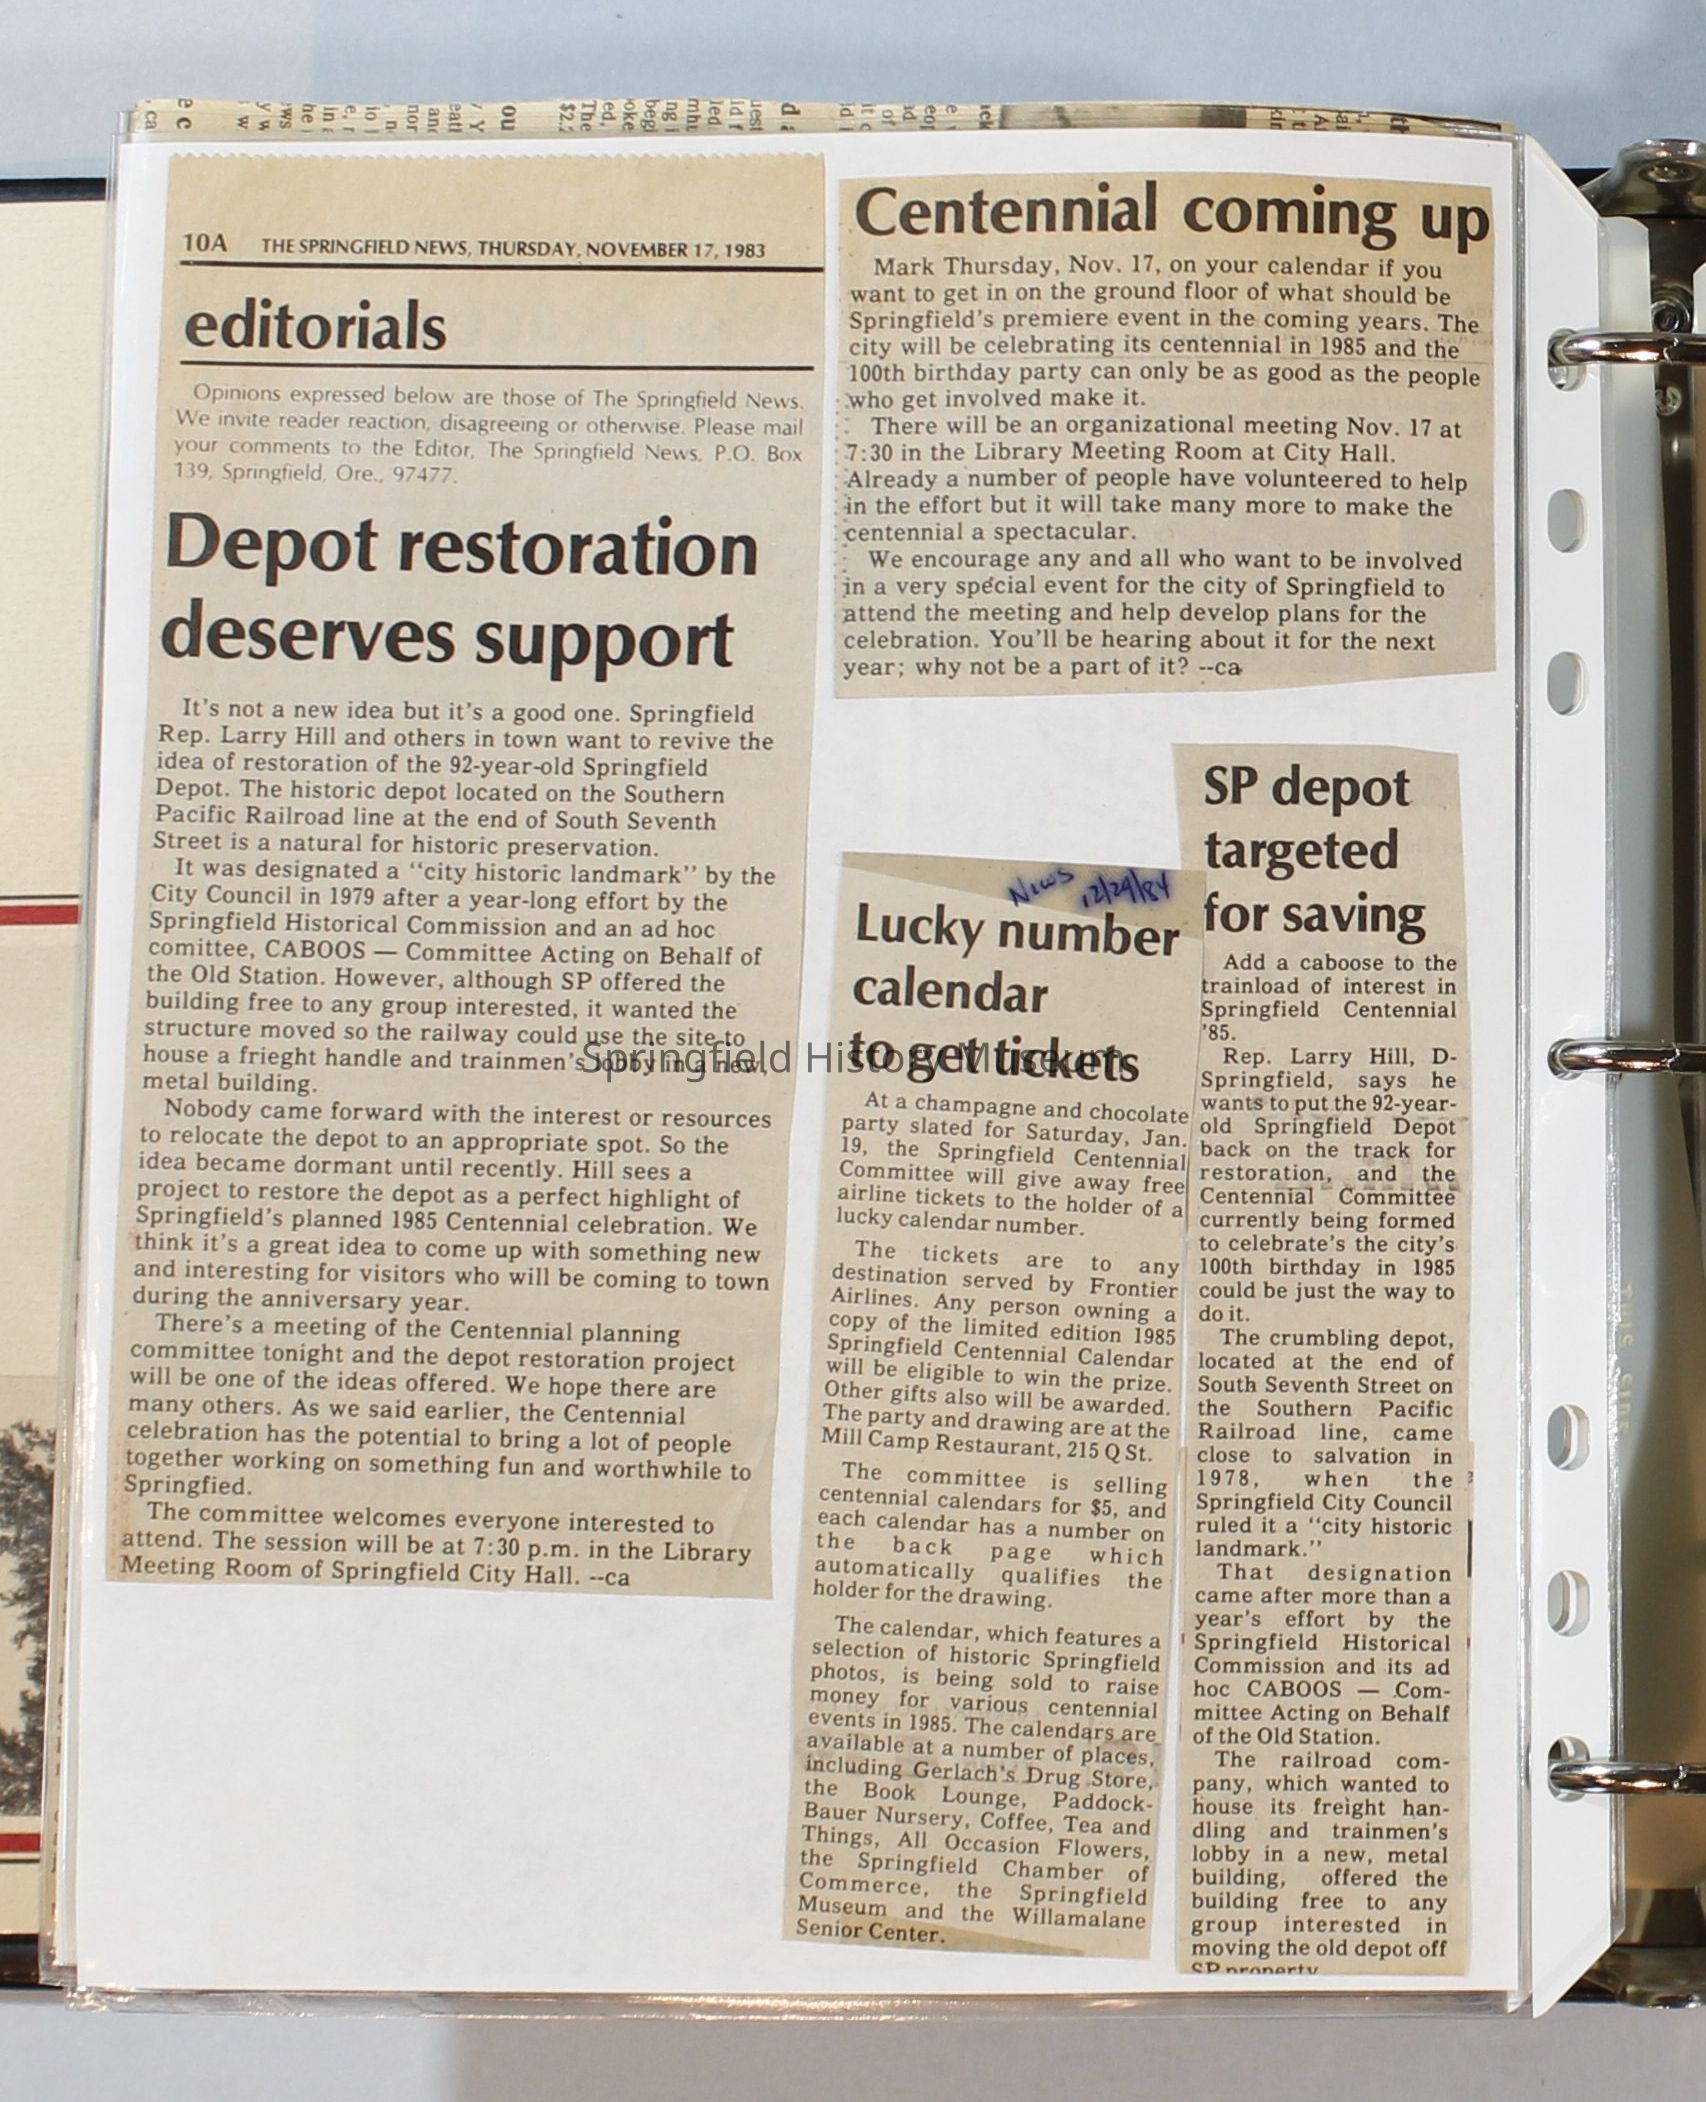 10A THE SPRINGFIELD NEWS, THURSDAY, NOVEMBER 17, 1983
editorials
Opinions expressed below are those of The Springfield News.
We invite reader reaction, disagreeing or otherwise. Please mail
your comments to the Editor, The Springfield News, P.O. Box
139, Springfield, Ore., 97477.
Depot restoration
deserves support
It's not a new idea but it's a good one. Springfield
Rep. Larry Hill and others in town want to revive the
idea of restoration of the 92-year-old Springfield
Depot. The historic depot located on the Southern
Pacific Railroad line at the end of South Seventh
Street is a natural for historic preservation.
It was designated a "city historic landmark" by the
City Council in 1979 after a year-long effort by the
Springfield Historical Commission and an ad hoc
comittee, CABOOS — Committee Acting on Behalf of
the Old Station. However, although SP offered the
building free to any group interested, it wanted the
structure moved so the railway could use the site to
house a frieght handle and trainmen's lobby in a new,
metal building.
Nobody came forward with the interest or resources
to relocate the depot to an appropriate spot. So the
idea became dormant until recently. Hill sees a
project to restore the depot as a perfect highlight of
Springfield's planned 1985 Centennial celebration. We
think it's a great idea to come up with something new
and interesting for visitors who will be coming to town
during the anniversary year.
There's a meeting of the Centennial planning
committee tonight and the depot restoration project
will be one of the ideas offered. We hope there are
many others. As we said earlier, the Centennial
celebration has the potential to bring a lot of people
together working on something fun and worthwhile to
Springfied.
The committee welcomes everyone interested to
attend. The session will be at 7:30 p.m. in the Library
Meeting Room of Springfield City Hall. --ca
Centennial coming up
Mark Thursday, Nov. 17, on your calendar if you
want to get in on the ground floor of what should be
Springfield's premiere event in the coming years. The
city will be celebrating its centennial in 1985 and the
100th birthday party can only be as good as the people
who get involved make it.
There will be an organizational meeting Nov. 17 at
7:30 in the Library Meeting Room at City Hall.
Already a number of people have volunteered to help
in the effort but it will take many more to make the
centennial a spectacular.
We encourage any and all who want to be involved
in a very special event for the city of Springfield to
attend the meeting and help develop plans for the
celebration. You'll be hearing about it for the next
year; why not be a part of it? --ca
News 12/29/84
Lucky number
calendar
to get tickets
At a champagne and chocolate
party slated for Saturday, Jan.
19, the Springfield Centennial
Committee will give away free
airline tickets to the holder of a
lucky calendar number.
The tickets are to any
destination served by Frontier
Airlines. Any person owning a
copy of the limited edition 1985
Springfield Centennial Calendar
will be eligible to win the prize.
Other gifts also will be awarded.
The party and drawing are at the
Mill Camp Restaurant, 215 Q St.
The committee is selling
centennial calendars for $5, and
each calendar has a number on
the back page which
automatically qualifies the
holder for the drawing.
The calendar, which features a
selection of historic Springfield
photos, is being sold to raise
money for various centennial
events in 1985. The calendars are
available at a number of places,
including Gerlach's Drug Store,
the Book Lounge, Paddock-
Bauer Nursery, Coffee, Tea and
Things, All Occasion Flowers,
the Springfield Chamber of
Commerce, the Springfield
Museum and the Willamalane
Senior Center.
SP depot
targeted
for saving
Add a caboose to the
trainload of interest in
Springfield Centennial
'85.
Rep. Larry Hill, D-
Springfield, says he
wants to put the 92-year-
old Springfield Depot
back on the track for
restoration, and the
Centennial Committee
currently being formed
to celebrate's the city's
100th birthday in 1985
could be just the way to
do it.
The crumbling depot,
located at the end of
South Seventh Street on
the Southern Pacific
Railroad line, came
close to salvation in
1978, when the
Springfield City Council
ruled it a "city historic
landmark."
That designation
came after more than a
year's effort by the
Springfield Historical
Commission and its ad
hoc CABOOS — Com-
mittee Acting on Behalf
of the Old Station.
The railroad com-
pany, which wanted to
house its freight han-
dling and trainmen's
lobby in a new, metal
building, offered the
building free to any
group interested in
moving the old depot off
SP property
Springfield History Museum
THIS SIDE